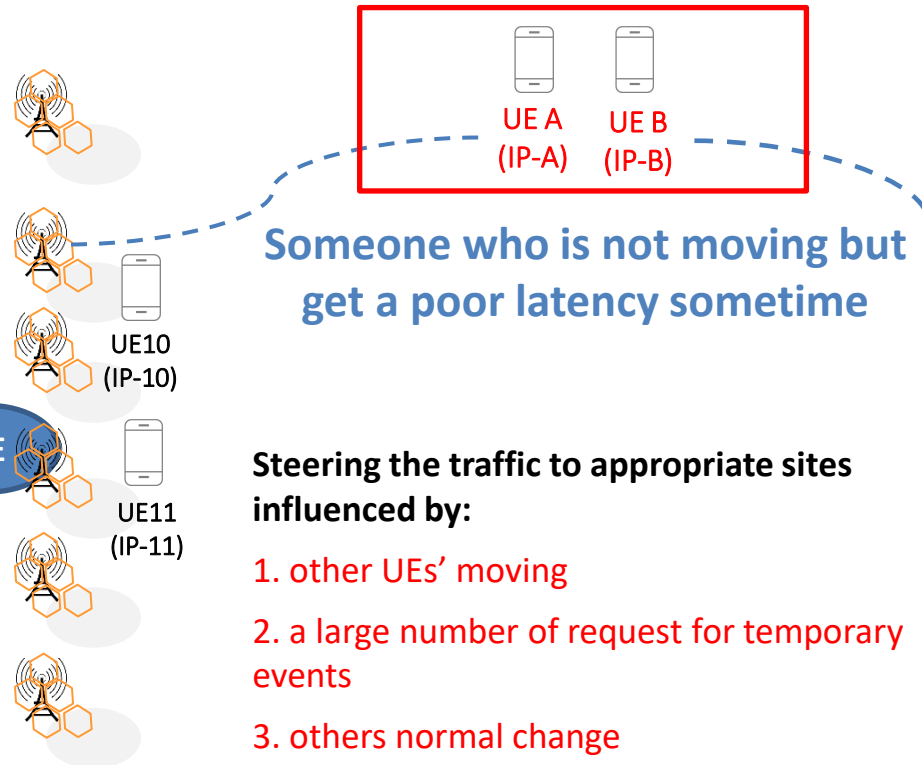 UE A
(IP-A)
UE B
(IP-B)
Someone who is not moving but
get a poor latency sometime
UE10
(IP-10)
E
UE11
(IP-11)
Steering the traffic to appropriate sites
influenced by:
1. other UEs’ moving
2. a large number of request for temporary
events
3. others normal change